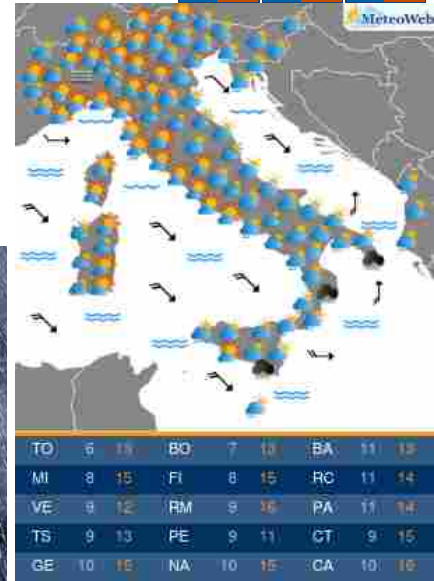 MeteoWeb
TO 6 15 BO 7 13 BA 11 13
MI 8 15 FI 8 15 RC 11 14
VE 9 12 RM 9 16 PA 11 14
TS 9 13 PE 9 11 CT 9 15
GE 10 15 NA 10 15 CA 10 16